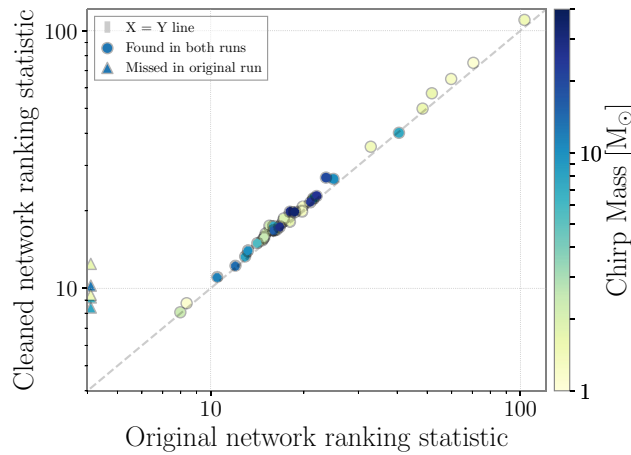 X = Y line
Found in both runs
Missed in original run
100
10
Cleaned network ranking statistic
10
100
Original network ranking statistic
10
1
Chirp Mass [M⊙]